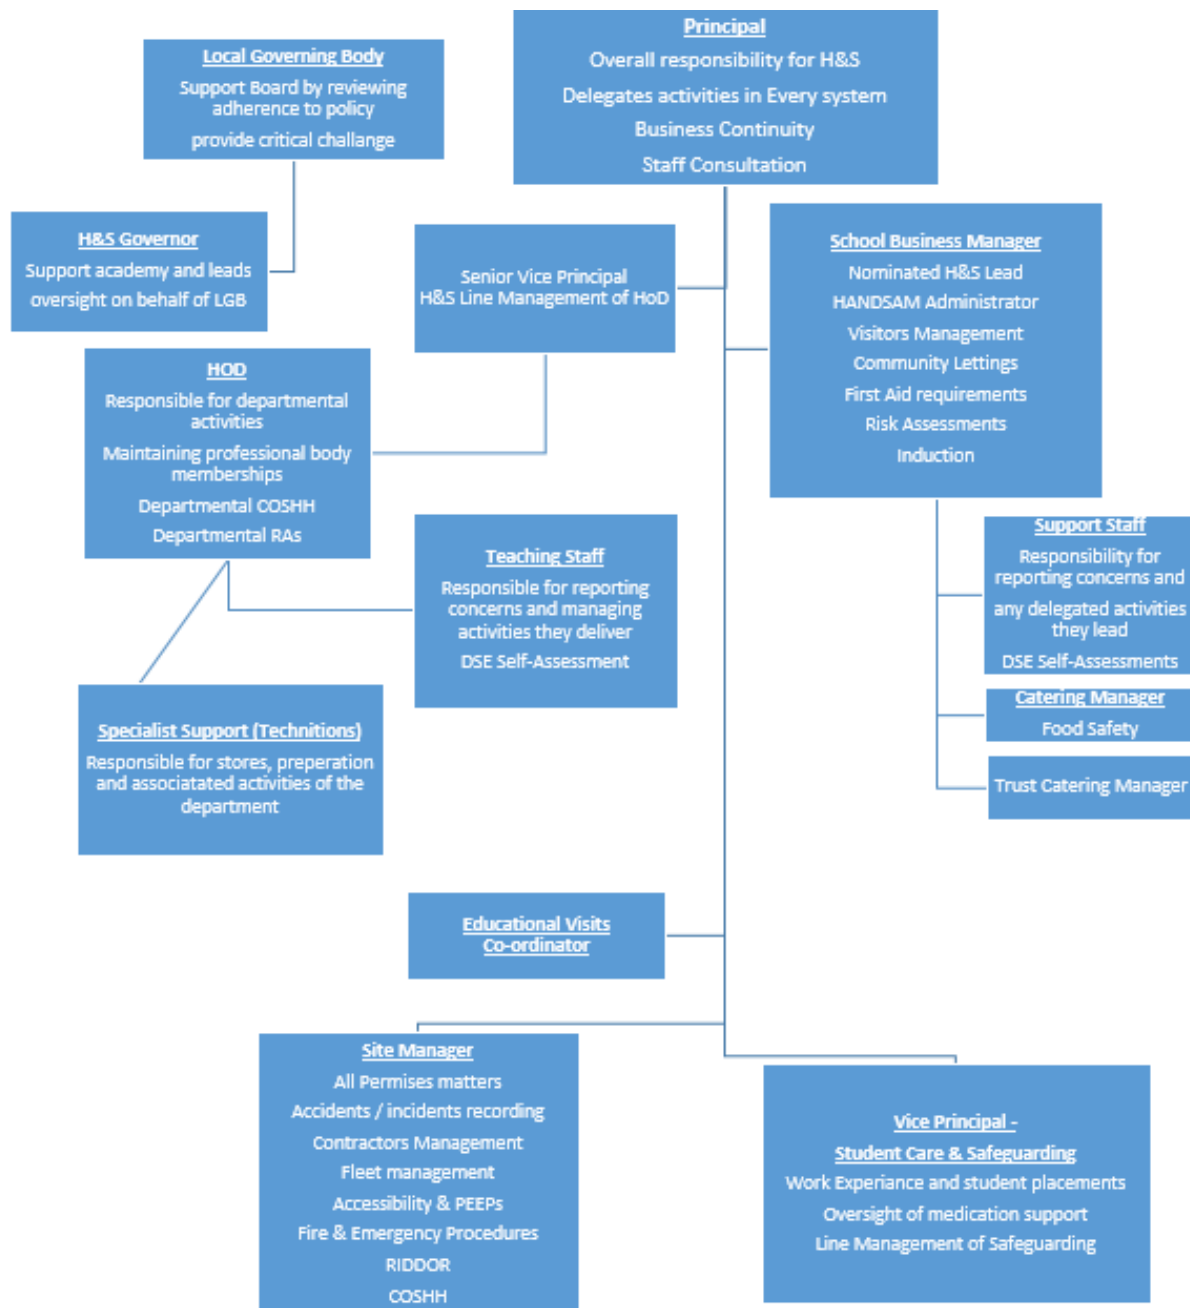 Principal
Overall responsibility for H&S
Delegates activities in Every system
Business Continuity
Staff Consultation
Local Governing Body
Support Board by reviewing
adherence to policy
provide critical challange
H&S Governor
Support academy and leads
oversight on behalf of LGB
Senior Vice Principal
H&S Line Management of HoD
School Business Manager
Nominated H&S Lead
HANDSAM Administrator
Visitors Management
Community Lettings
First Aid requirements
Risk Assessments
Induction
HOD
Responsible for departmental
activities
Maintaining professional body
memberships
Departmental COSHH
Departmental RAs
Teaching Staff
Responsible for reporting
concerns and managing
activities they deliver
DSE Self-Assessment
Support Staff
Responsibility for
reporting concerns and
any delegated activities
they lead
DSE Self-Assessments
Catering Manager
Food Safety
Trust Catering Manager
Specialist Support (Technitions)
Responsible for stores, preperation
and associatated activities of the
department
Educational Visits
Co-ordinator
Site Manager
All Permises matters
Accidents / incidents recording
Contractors Management
Fleet management
Accessibility & PEEPs
Fire & Emergency Procedures
RIDDOR
COSHH
Vice Principal -
Student Care & Safeguarding
Work Experiance and student placements
Oversight of medication support
Line Management of Safeguarding